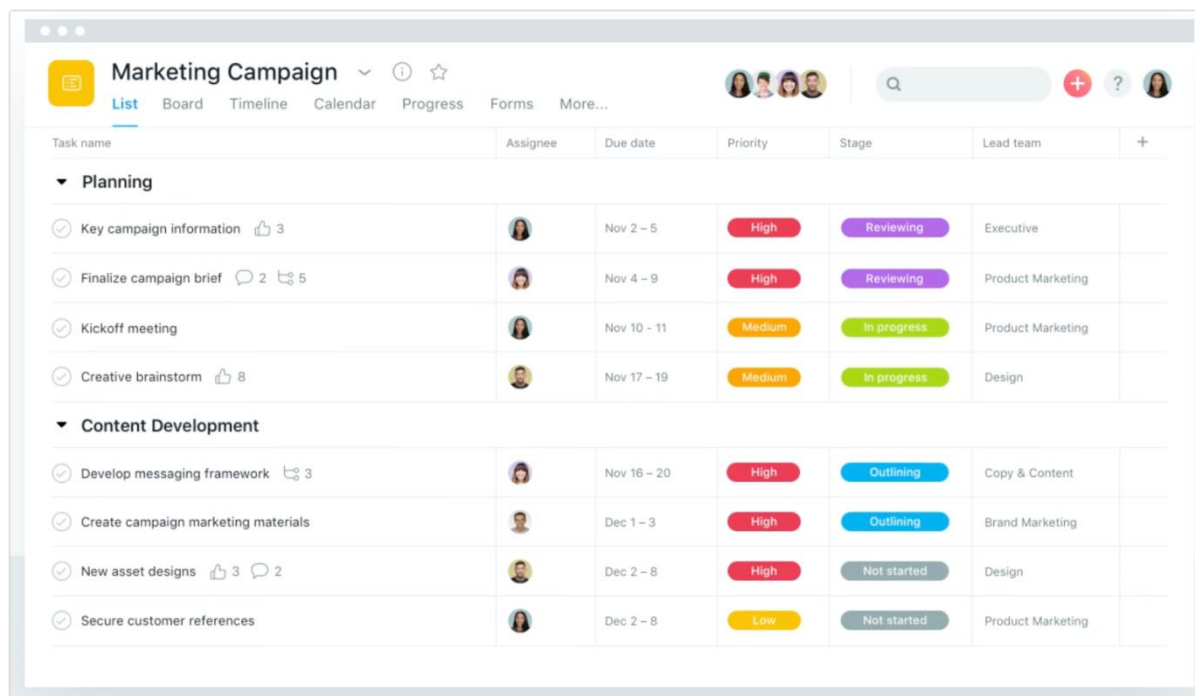 Marketing Campaign
List Board Timeline Calendar Progress Forms More...
?
Task name Assignee Due date Priority Stage Lead team +
Planning
Key campaign information 3 Nov 2 – 5 High Reviewing Executive
Finalize campaign brief 2 5 Nov 4 – 9 High Reviewing Product Marketing
Kickoff meeting Nov 10 - 11 Medium In progress Product Marketing
Creative brainstorm 8 Nov 17 – 19 Medium In progress Design
Content Development
Develop messaging framework 3 Nov 16 – 20 High Outlining Copy & Content
Create campaign marketing materials Dec 1 – 3 High Outlining Brand Marketing
New asset designs 3 2 Dec 2 – 8 High Not started Design
Secure customer references Dec 2 – 8 Low Not started Product Marketing